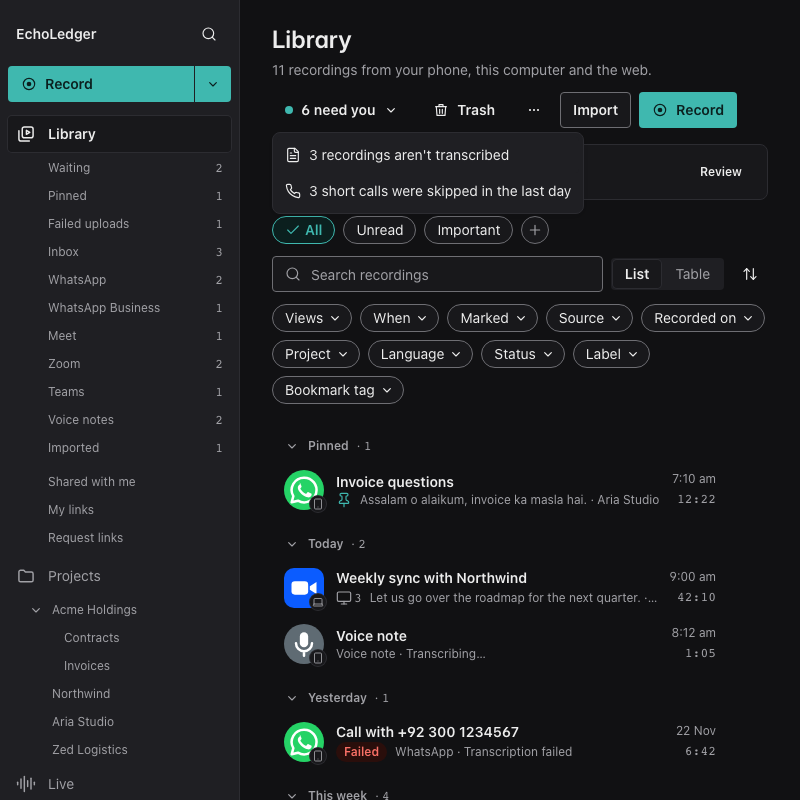 EchoLedger
Record
Library
Waiting 2
Pinned 1
Failed uploads 1
Inbox 3
WhatsApp 2
WhatsApp Business 1
Meet 1
Zoom 2
Teams 1
Voice notes 2
Imported 1
Shared with me
My links
Request links
Projects
Acme Holdings
Contracts
Invoices
Northwind
Aria Studio
Zed Logistics
Live
Library
11 recordings from your phone, this computer and the web.
6 need you Trash ··· Import Record
3 recordings aren't transcribed
3 short calls were skipped in the last day
Review
All Unread Important
Search recordings List Table
Views When Marked Source Recorded on
Project Language Status Label
Bookmark tag
Pinned · 1
Invoice questions 7:10 am
Assalam o alaikum, invoice ka masla hai. · Aria Studio 12:22
Today · 2
Weekly sync with Northwind 9:00 am
3 Let us go over the roadmap for the next quarter. ·... 42:10
Voice note 8:12 am
Voice note · Transcribing... 1:05
Yesterday · 1
Call with +92 300 1234567 22 Nov
Failed WhatsApp · Transcription failed 6:42
This week · 4